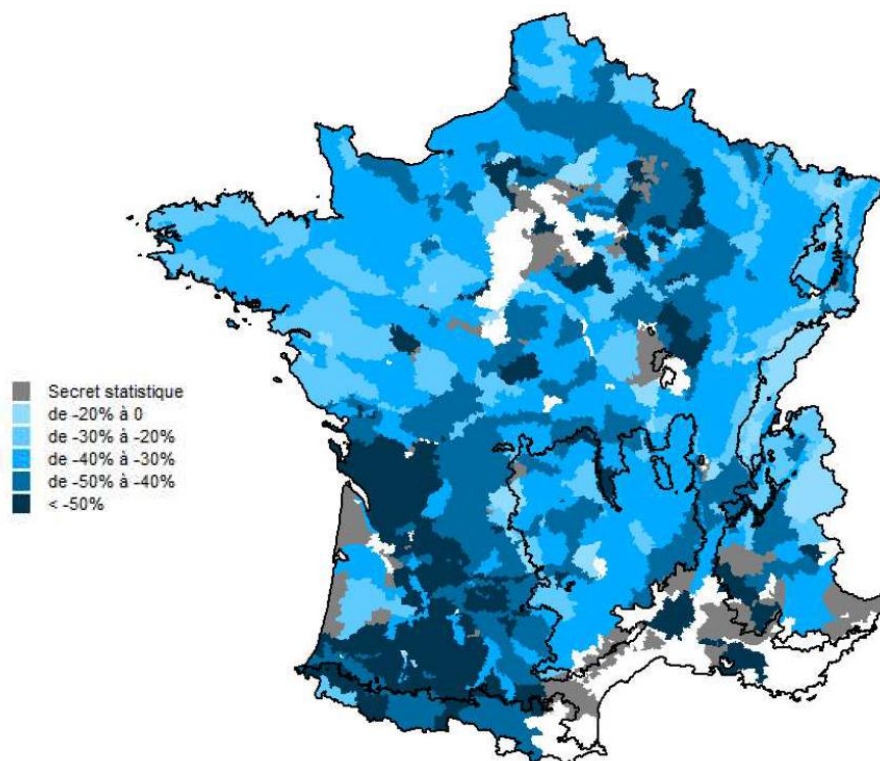 Secret statistique
de -20% à 0
de -30% à -20%
de -40% à -30%
de -50% à -40%
< -50%